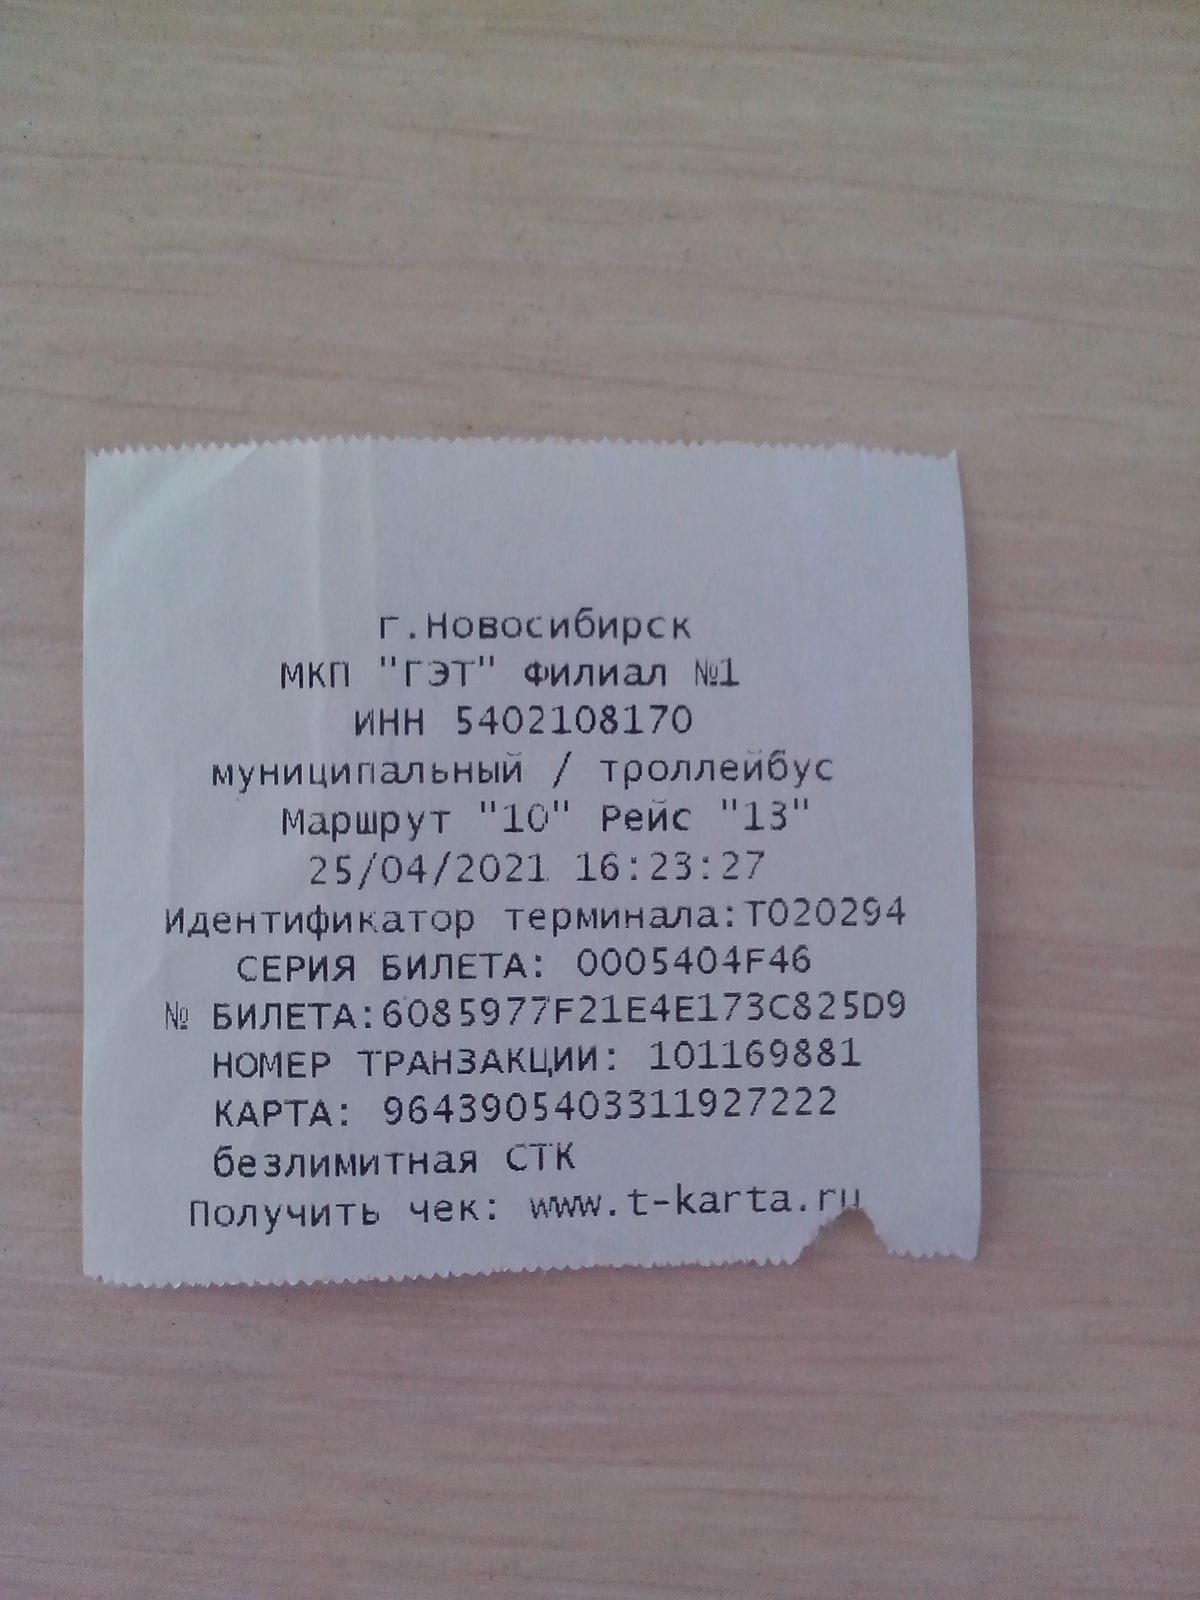 г.Новосибирск
МКП "ГЭТ" Филиал №1
ИНН 5402108170
муниципальный / троллейбус
Маршрут "10" Рейс "13"
25/04/2021 16:23:27
Идентификатор терминала:T020294
СЕРИЯ БИЛЕТА: 0005404F46
№ БИЛЕТА:6085977F21E4E173C825D9
НОМЕР ТРАНЗАКЦИИ: 101169881
КАРТА: 9643905403311927222
безлимитная СТК
Получить чек: www.t-karta.ru